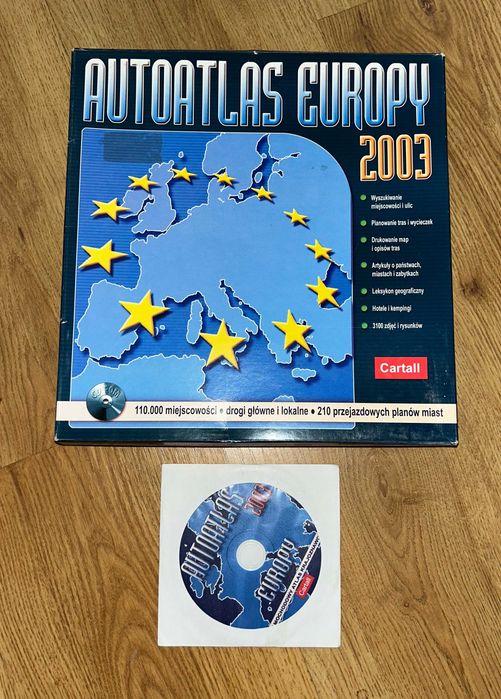 AUTOATLAS EUROPY
2003
Wyszukiwanie
miejscowości i ulic
Planowanie tras i wycieczek
Drukowanie map
i opisów tras
Artykuły o państwach,
miastach i zabytkach
Leksykon geograficzny
Hotele i kempingi
3100 zdjęć i rysunków
Cartall
110.000 miejscowości • drogi główne i lokalne • 210 przejazdowych planów miast
AUTOATLAS
2003
EUROPY
Cartall